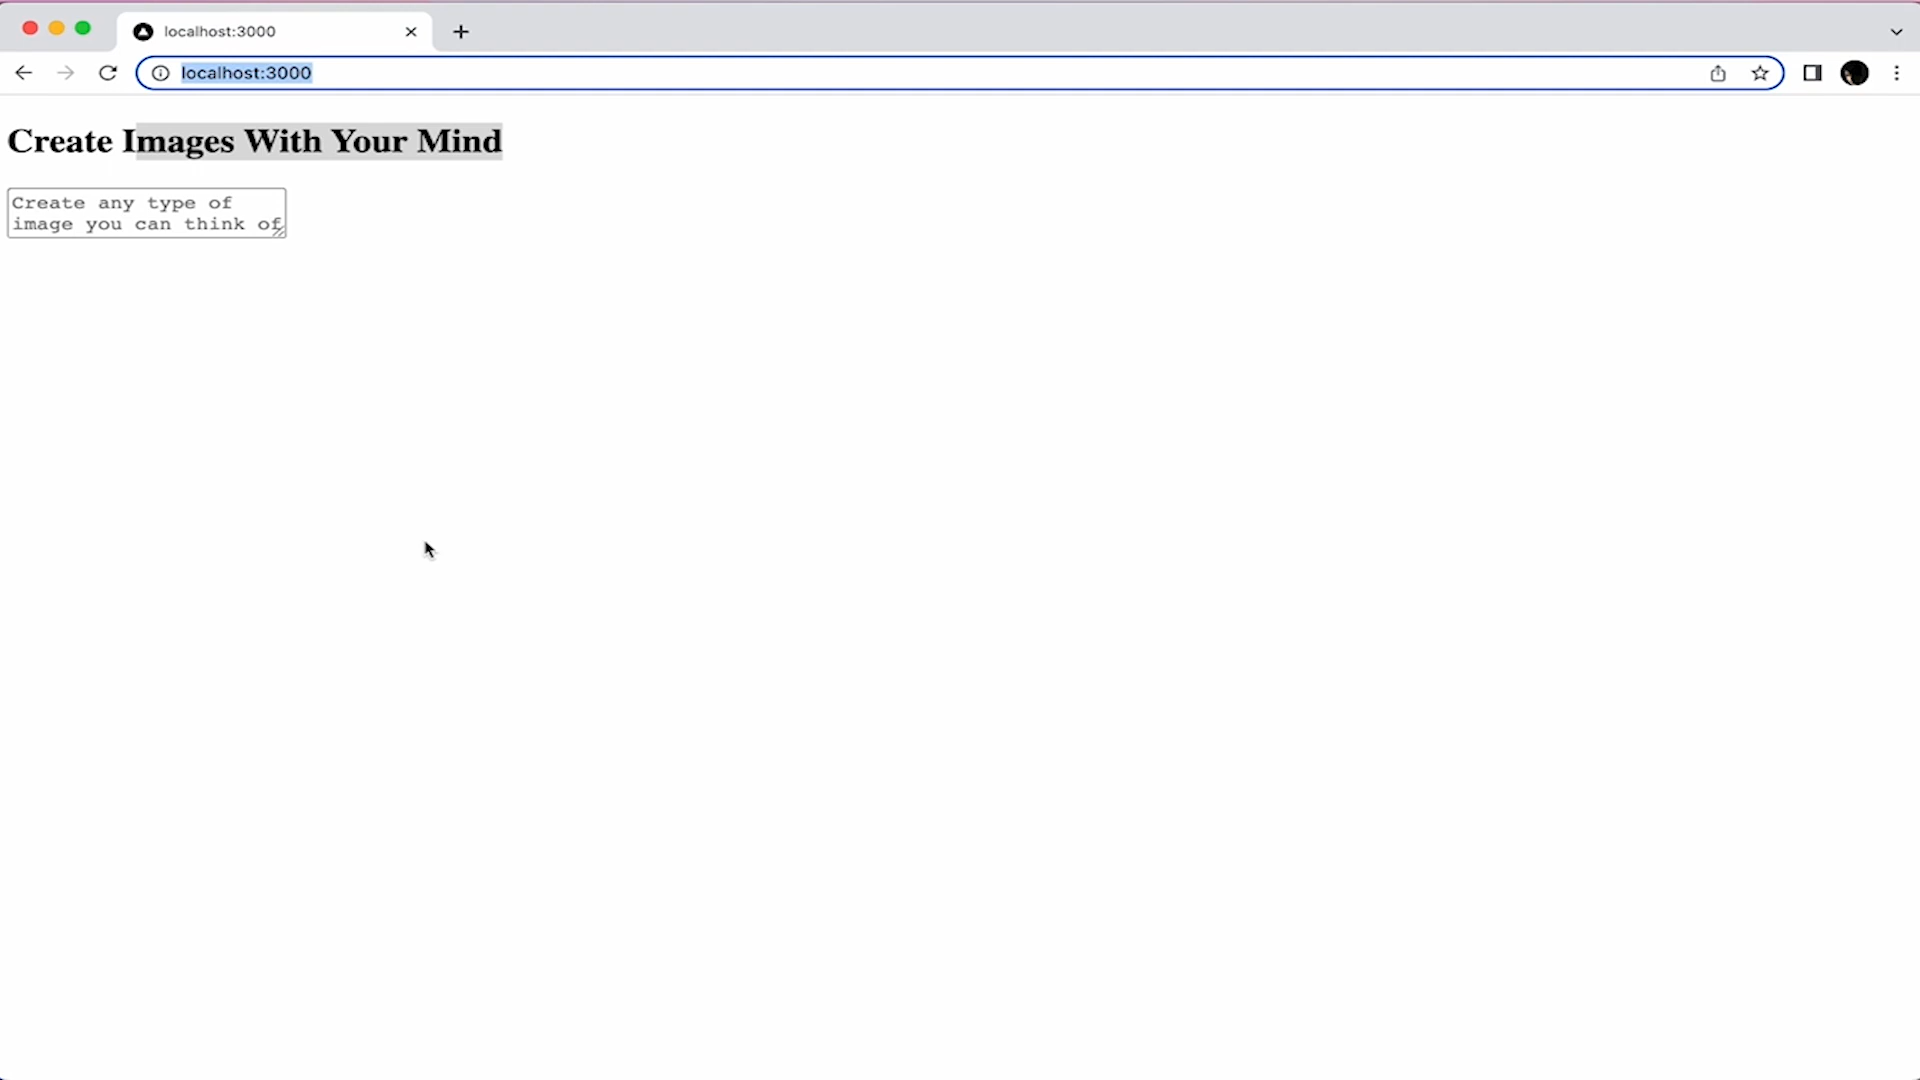 localhost:3000
localhost:3000
Create Images With Your Mind
Create any type of
image you can think of